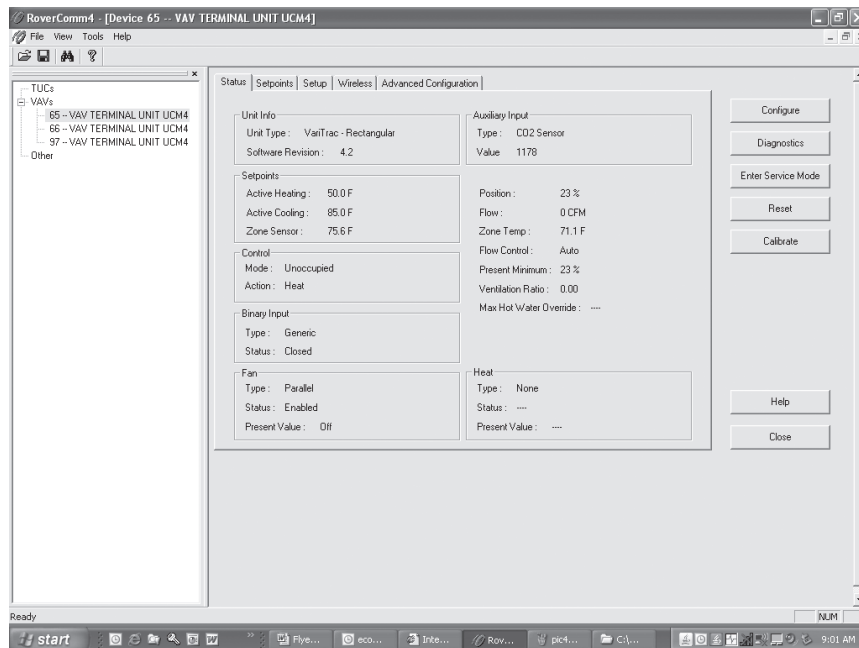 RoverComm4 - [Device 65 -- VAV TERMINAL UNIT UCM4]
File View Tools Help
TUCs
VAVs
65 -- VAV TERMINAL UNIT UCM4
66 -- VAV TERMINAL UNIT UCM4
97 -- VAV TERMINAL UNIT UCM4
Other
Status Setpoints Setup Wireless Advanced Configuration
Unit Info
Unit Type : VariTrac - Rectangular
Software Revision : 4.2
Auxiliary Input
Type : CO2 Sensor
Value 1178
Setpoints
Active Heating : 50.0 F
Active Cooling : 85.0 F
Zone Sensor : 75.6 F
Control
Mode : Unoccupied
Action : Heat
Position : 23 %
Flow : 0 CFM
Zone Temp : 71.1 F
Flow Control : Auto
Present Minimum : 23 %
Ventilation Ratio : 0.00
Max Hot Water Override : ----
Binary Input
Type : Generic
Status : Closed
Fan
Type : Parallel
Status : Enabled
Present Value : Off
Heat
Type : None
Status : ----
Present Value : ----
Configure
Diagnostics
Enter Service Mode
Reset
Calibrate
Help
Close
Ready
NUM
start Flye... eco... Inte... Rov... pic4... C:\... 9:01 AM